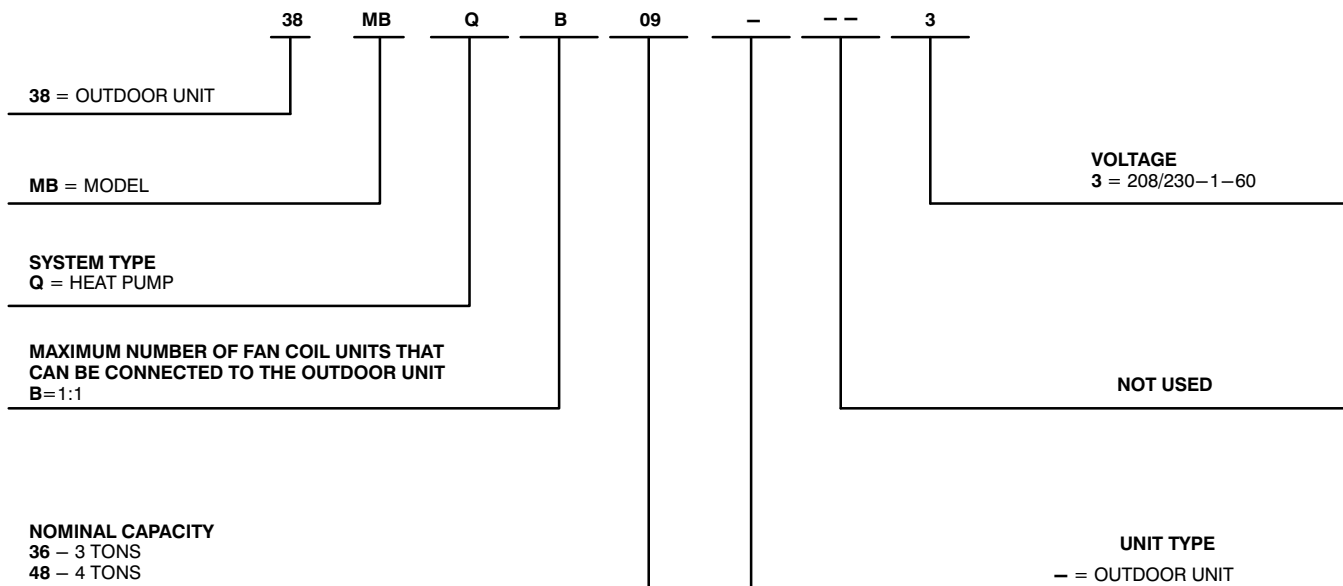 38 MB Q B 09 – – – 3
38 = OUTDOOR UNIT
MB = MODEL
VOLTAGE
3 = 208/230–1–60
SYSTEM TYPE
Q = HEAT PUMP
MAXIMUM NUMBER OF FAN COIL UNITS THAT
CAN BE CONNECTED TO THE OUTDOOR UNIT
B=1:1
NOT USED
NOMINAL CAPACITY
36 – 3 TONS
48 – 4 TONS
UNIT TYPE
– = OUTDOOR UNIT